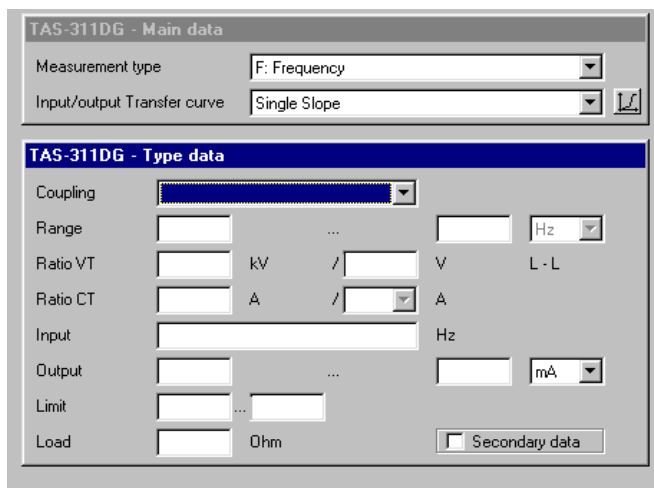 TAS-311DG - Main data
Measurement type F: Frequency
Input/output Transfer curve Single Slope
TAS-311DG - Type data
Coupling
Range ... Hz
Ratio VT kV / V L - L
Ratio CT A / A
Input Hz
Output ... mA
Limit ...
Load Ohm Secondary data